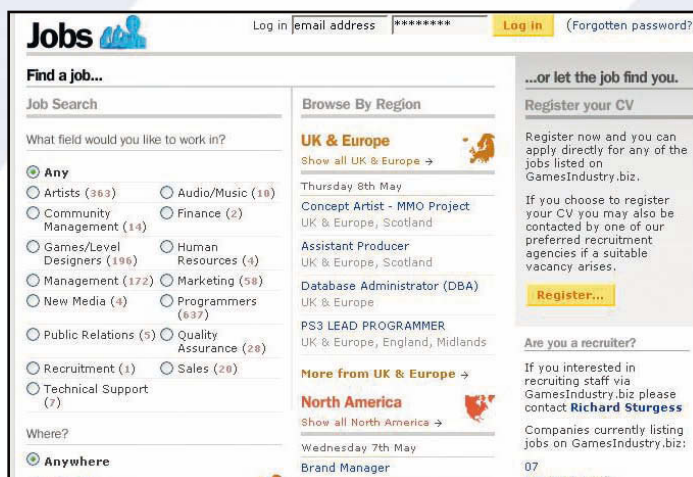 Jobs
Log in email address ******** Log in (Forgotten password?
Find a job...
Job Search
What field would you like to work in?
Any
Artists (363) Audio/Music (10)
Community Management (14) Finance (2)
Games/Level Designers (196) Human Resources (4)
Management (172) Marketing (58)
New Media (4) Programmers (637)
Public Relations (5) Quality Assurance (28)
Recruitment (1) Sales (20)
Technical Support (7)
Where?
Anywhere
Browse By Region
UK & Europe
Show all UK & Europe →
Thursday 8th May
Concept Artist - MMO Project
UK & Europe, Scotland
Assistant Producer
UK & Europe, Scotland
Database Administrator (DBA)
UK & Europe
PS3 LEAD PROGRAMMER
UK & Europe, England, Midlands
More from UK & Europe →
North America
Show all North America →
Wednesday 7th May
Brand Manager
...or let the job find you.
Register your CV
Register now and you can
apply directly for any of the
jobs listed on
GamesIndustry.biz.
If you choose to register
your CV you may also be
contacted by one of our
preferred recruitment
agencies if a suitable
vacancy arises.
Register...
Are you a recruiter?
If you interested in
recruiting staff via
GamesIndustry.biz please
contact Richard Sturgess
Companies currently listing
jobs on GamesIndustry.biz:
07